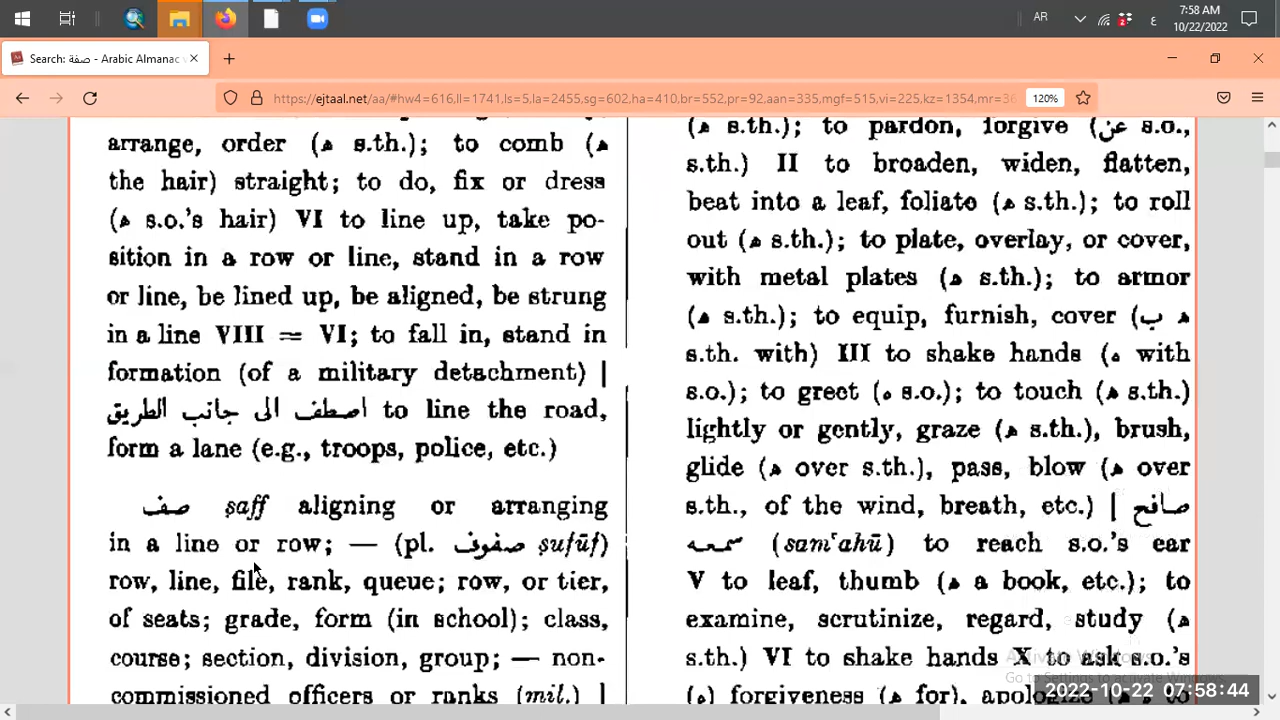 AR
ع
7:58 AM
10/22/2022
Search: صفة - Arabic Almanac
https://ejtaal.net/aa/#hw4=616,ll=1741,ls=5,la=2455,sg=602,ha=410,br=552,pr=92,aan=335,mgf=515,vi=225,kz=1354,mr=36
120%
arrange, order (ه s.th.); to comb (ه
the hair) straight; to do, fix or dress
(ه s.o.'s hair) VI to line up, take po-
sition in a row or line, stand in a row
or line, be lined up, be aligned, be strung
in a line VIII = VI; to fall in, stand in
formation (of a military detachment) |
اصطف الى جانب الطريق to line the road,
form a lane (e.g., troops, police, etc.)
صف ṣaff aligning or arranging
in a line or row; — (pl. صفوف ṣufūf)
row, line, file, rank, queue; row, or tier,
of seats; grade, form (in school); class,
course; section, division, group; — non-
commissioned officers or ranks (mil.) |
(ه s.th.); to pardon, forgive (عن s.o.,
s.th.) II to broaden, widen, flatten,
beat into a leaf, foliate (ه s.th.); to roll
out (ه s.th.); to plate, overlay, or cover,
with metal plates (ه s.th.); to armor
(ه s.th.); to equip, furnish, cover (ه ب
s.th. with) III to shake hands (ه with
s.o.); to greet (ه s.o.); to touch (ه s.th.)
lightly or gently, graze (ه s.th.), brush,
glide (ه over s.th.), pass, blow (ه over
s.th., of the wind, breath, etc.) | صافح
سمعه (samʿahū) to reach s.o.'s ear
V to leaf, thumb (ه a book, etc.); to
examine, scrutinize, regard, study (ه
s.th.) VI to shake hands X to ask s.o.'s
(ه) forgiveness (ه for), apologize
Activate Windows
Go to Settings to activate Windows.
2022-10-22 07:58:44